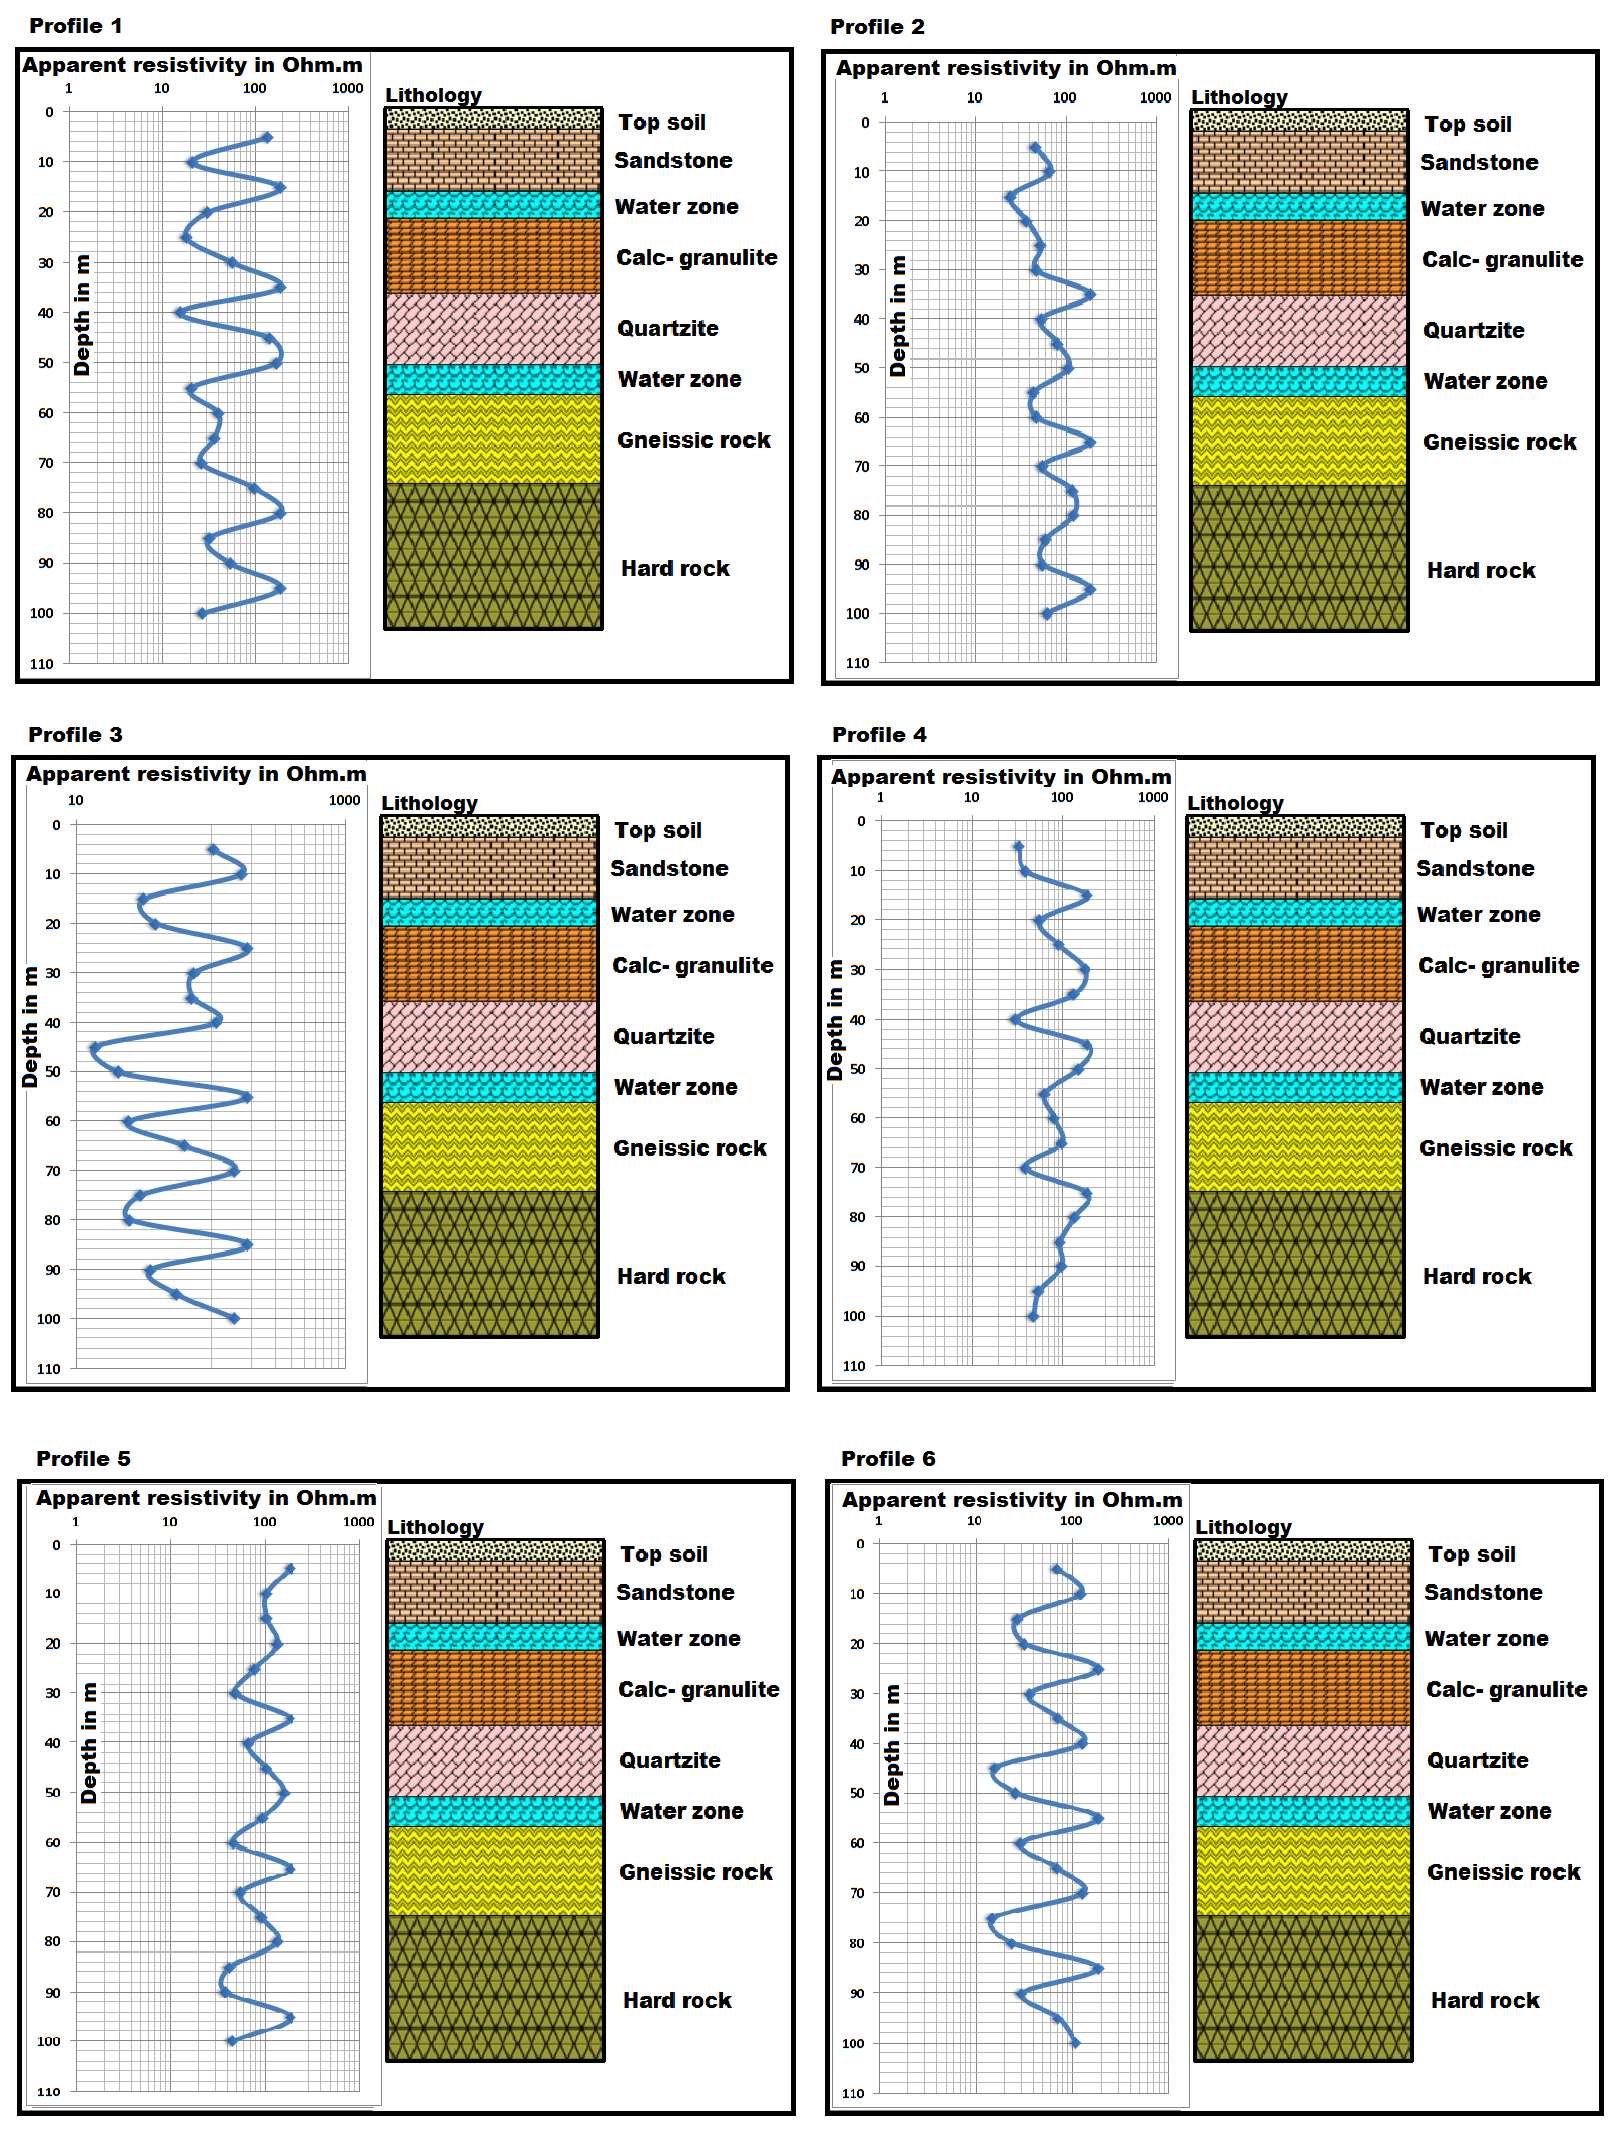 Profile 1
Apparent resistivity in Ohm.m
1 10 100 1000
Lithology
0
10
20
30
40
50
60
70
80
90
100
110
Depth in m
Top soil
Sandstone
Water zone
Calc- granulite
Quartzite
Water zone
Gneissic rock
Hard rock
Profile 2
Apparent resistivity in Ohm.m
1 10 100 1000
Lithology
0
10
20
30
40
50
60
70
80
90
100
110
Depth in m
Top soil
Sandstone
Water zone
Calc- granulite
Quartzite
Water zone
Gneissic rock
Hard rock
Profile 3
Apparent resistivity in Ohm.m
10 1000
Lithology
0
10
20
30
40
50
60
70
80
90
100
110
Depth in m
Top soil
Sandstone
Water zone
Calc- granulite
Quartzite
Water zone
Gneissic rock
Hard rock
Profile 4
Apparent resistivity in Ohm.m
1 10 100 1000
Lithology
0
10
20
30
40
50
60
70
80
90
100
110
Depth in m
Top soil
Sandstone
Water zone
Calc- granulite
Quartzite
Water zone
Gneissic rock
Hard rock
Profile 5
Apparent resistivity in Ohm.m
1 10 100 1000
Lithology
0
10
20
30
40
50
60
70
80
90
100
110
Depth in m
Top soil
Sandstone
Water zone
Calc- granulite
Quartzite
Water zone
Gneissic rock
Hard rock
Profile 6
Apparent resistivity in Ohm.m
1 10 100 1000
Lithology
0
10
20
30
40
50
60
70
80
90
100
110
Depth in m
Top soil
Sandstone
Water zone
Calc- granulite
Quartzite
Water zone
Gneissic rock
Hard rock